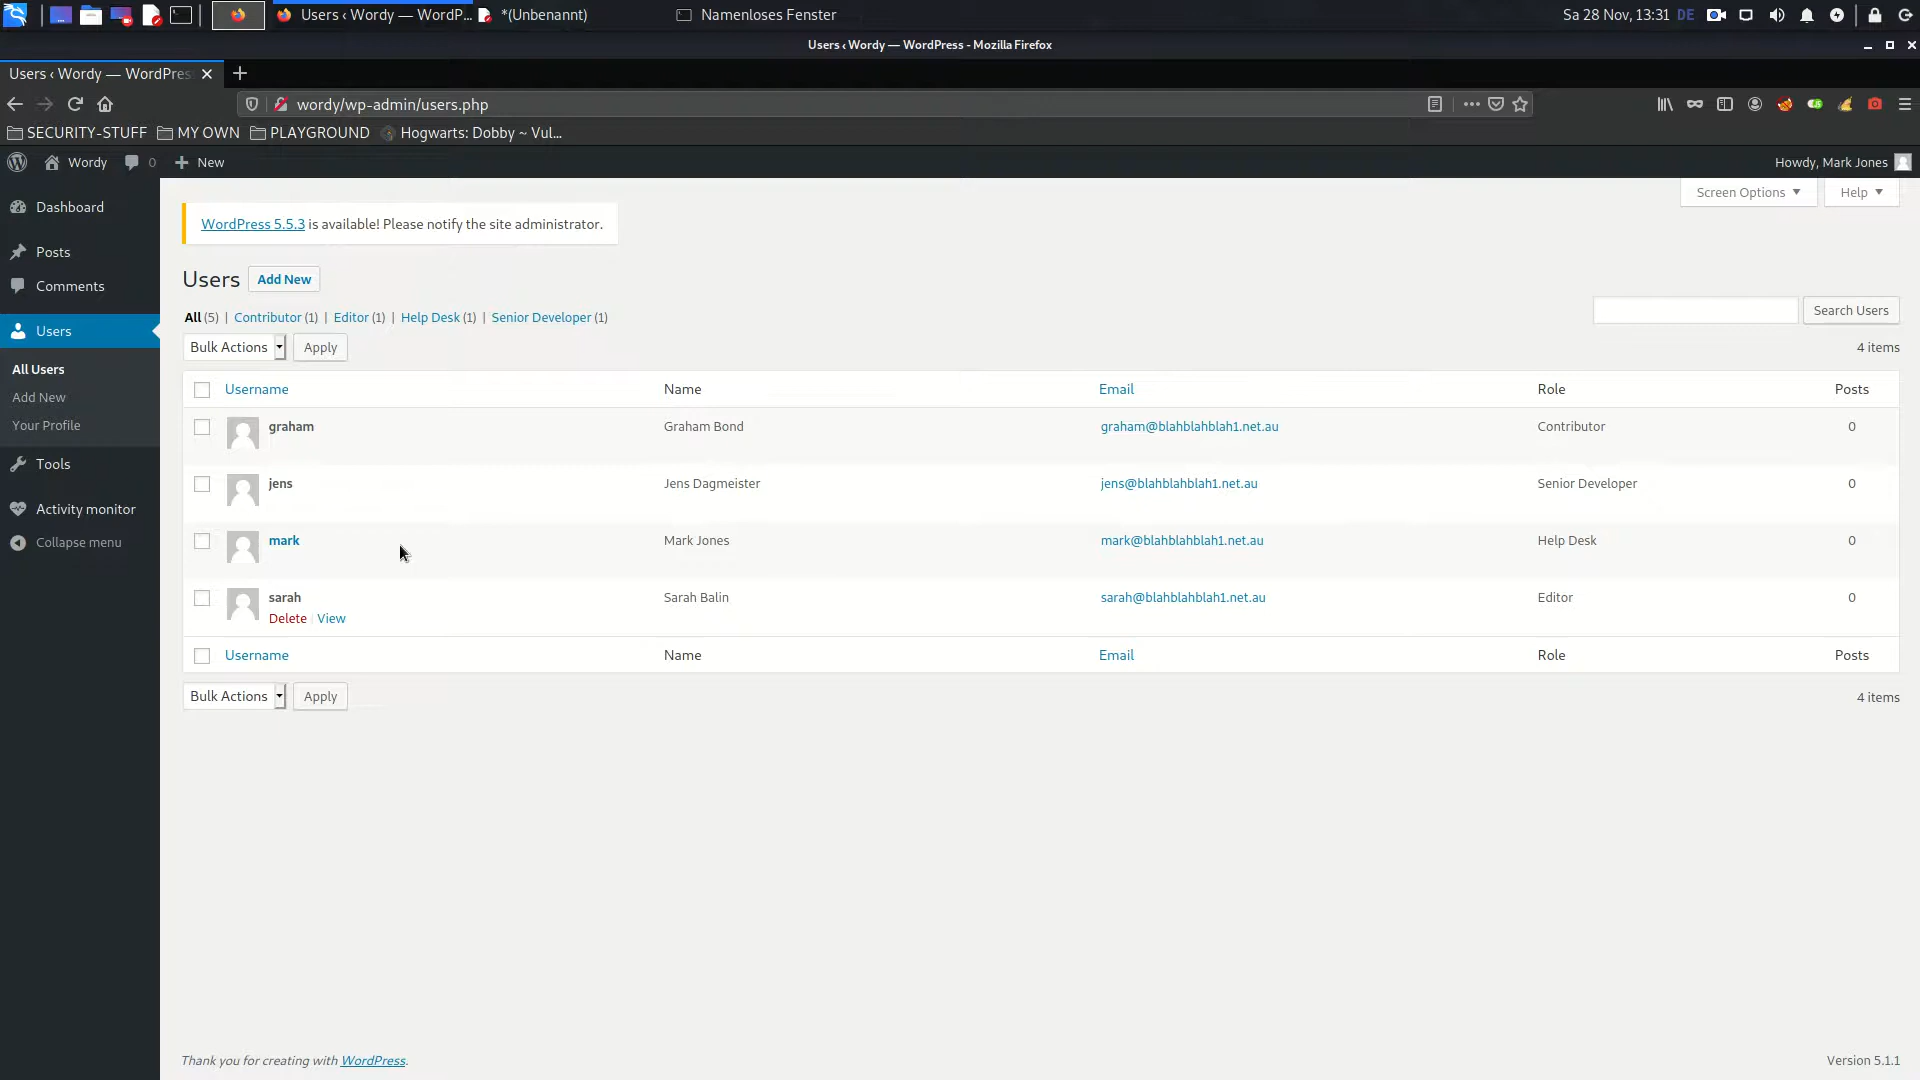 Users ‹ Wordy — WordP...
*(Unbenannt)
Namenloses Fenster
Sa 28 Nov, 13:31 DE
Users ‹ Wordy — WordPress - Mozilla Firefox
Users ‹ Wordy — WordPres
wordy/wp-admin/users.php
SECURITY-STUFF MY OWN PLAYGROUND Hogwarts: Dobby ~ Vul...
Wordy 0 New
Howdy, Mark Jones
Screen Options Help
Dashboard
Posts
Comments
Users
All Users
Add New
Your Profile
Tools
Activity monitor
Collapse menu
WordPress 5.5.3 is available! Please notify the site administrator.
Users Add New
All (5) | Contributor (1) | Editor (1) | Help Desk (1) | Senior Developer (1)
Search Users
Bulk Actions Apply
4 items
Username Name Email Role Posts
graham Graham Bond graham@blahblahblah1.net.au Contributor 0
jens Jens Dagmeister jens@blahblahblah1.net.au Senior Developer 0
mark Mark Jones mark@blahblahblah1.net.au Help Desk 0
sarah Sarah Balin sarah@blahblahblah1.net.au Editor 0
Delete | View
Username Name Email Role Posts
Bulk Actions Apply
4 items
Thank you for creating with WordPress.
Version 5.1.1